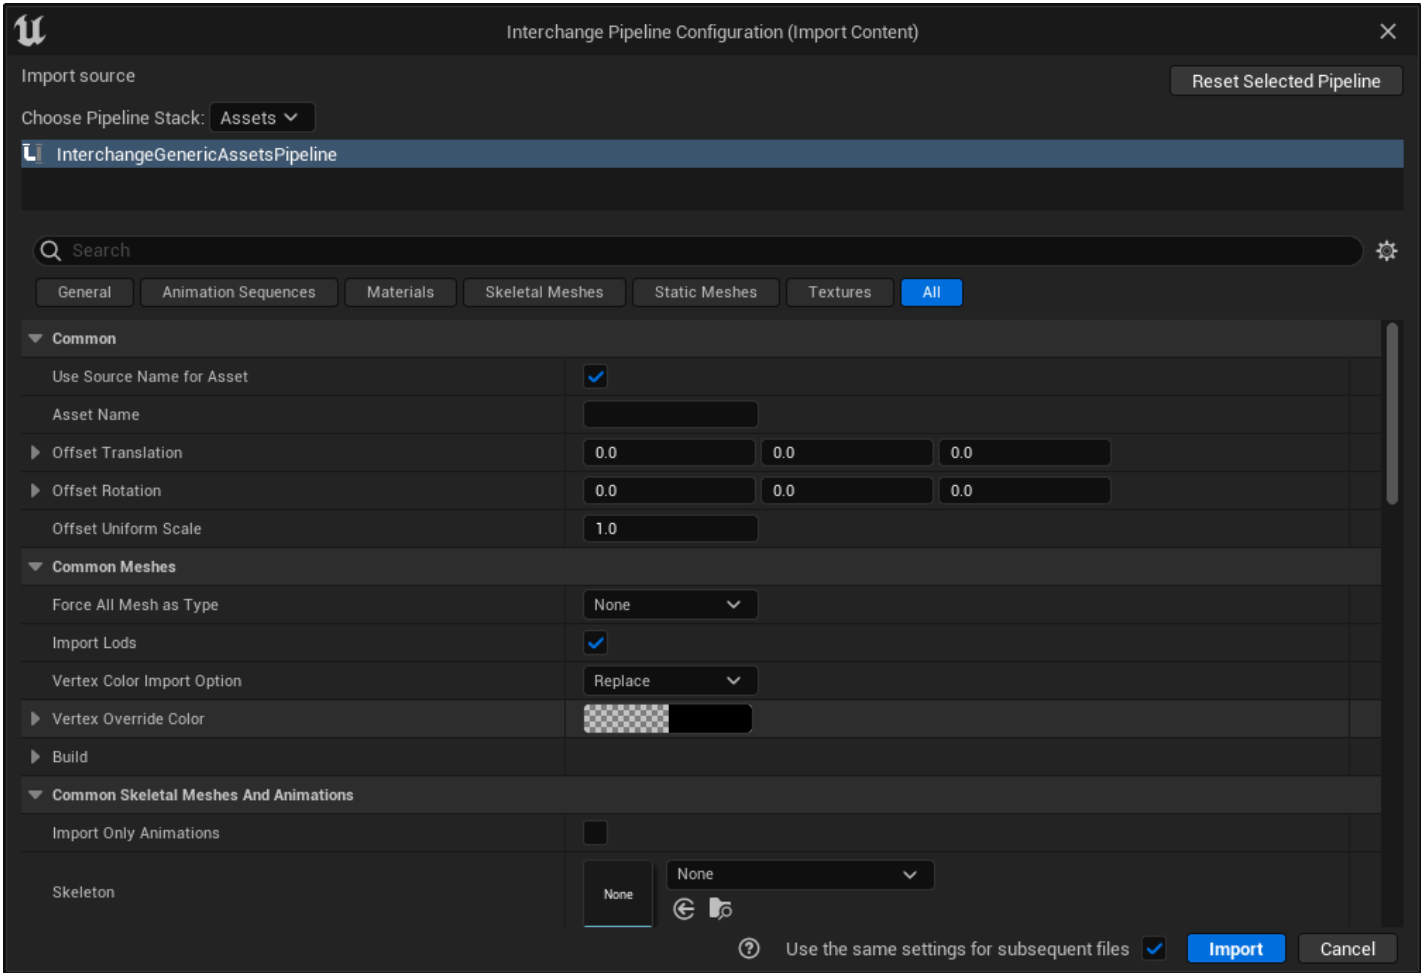 Interchange Pipeline Configuration (Import Content)
Import source
Reset Selected Pipeline
Choose Pipeline Stack: Assets
InterchangeGenericAssetsPipeline
Search
General Animation Sequences Materials Skeletal Meshes Static Meshes Textures All
Common
Use Source Name for Asset
Asset Name
Offset Translation 0.0 0.0 0.0
Offset Rotation 0.0 0.0 0.0
Offset Uniform Scale 1.0
Common Meshes
Force All Mesh as Type None
Import Lods
Vertex Color Import Option Replace
Vertex Override Color
Build
Common Skeletal Meshes And Animations
Import Only Animations
Skeleton None None
Use the same settings for subsequent files Import Cancel